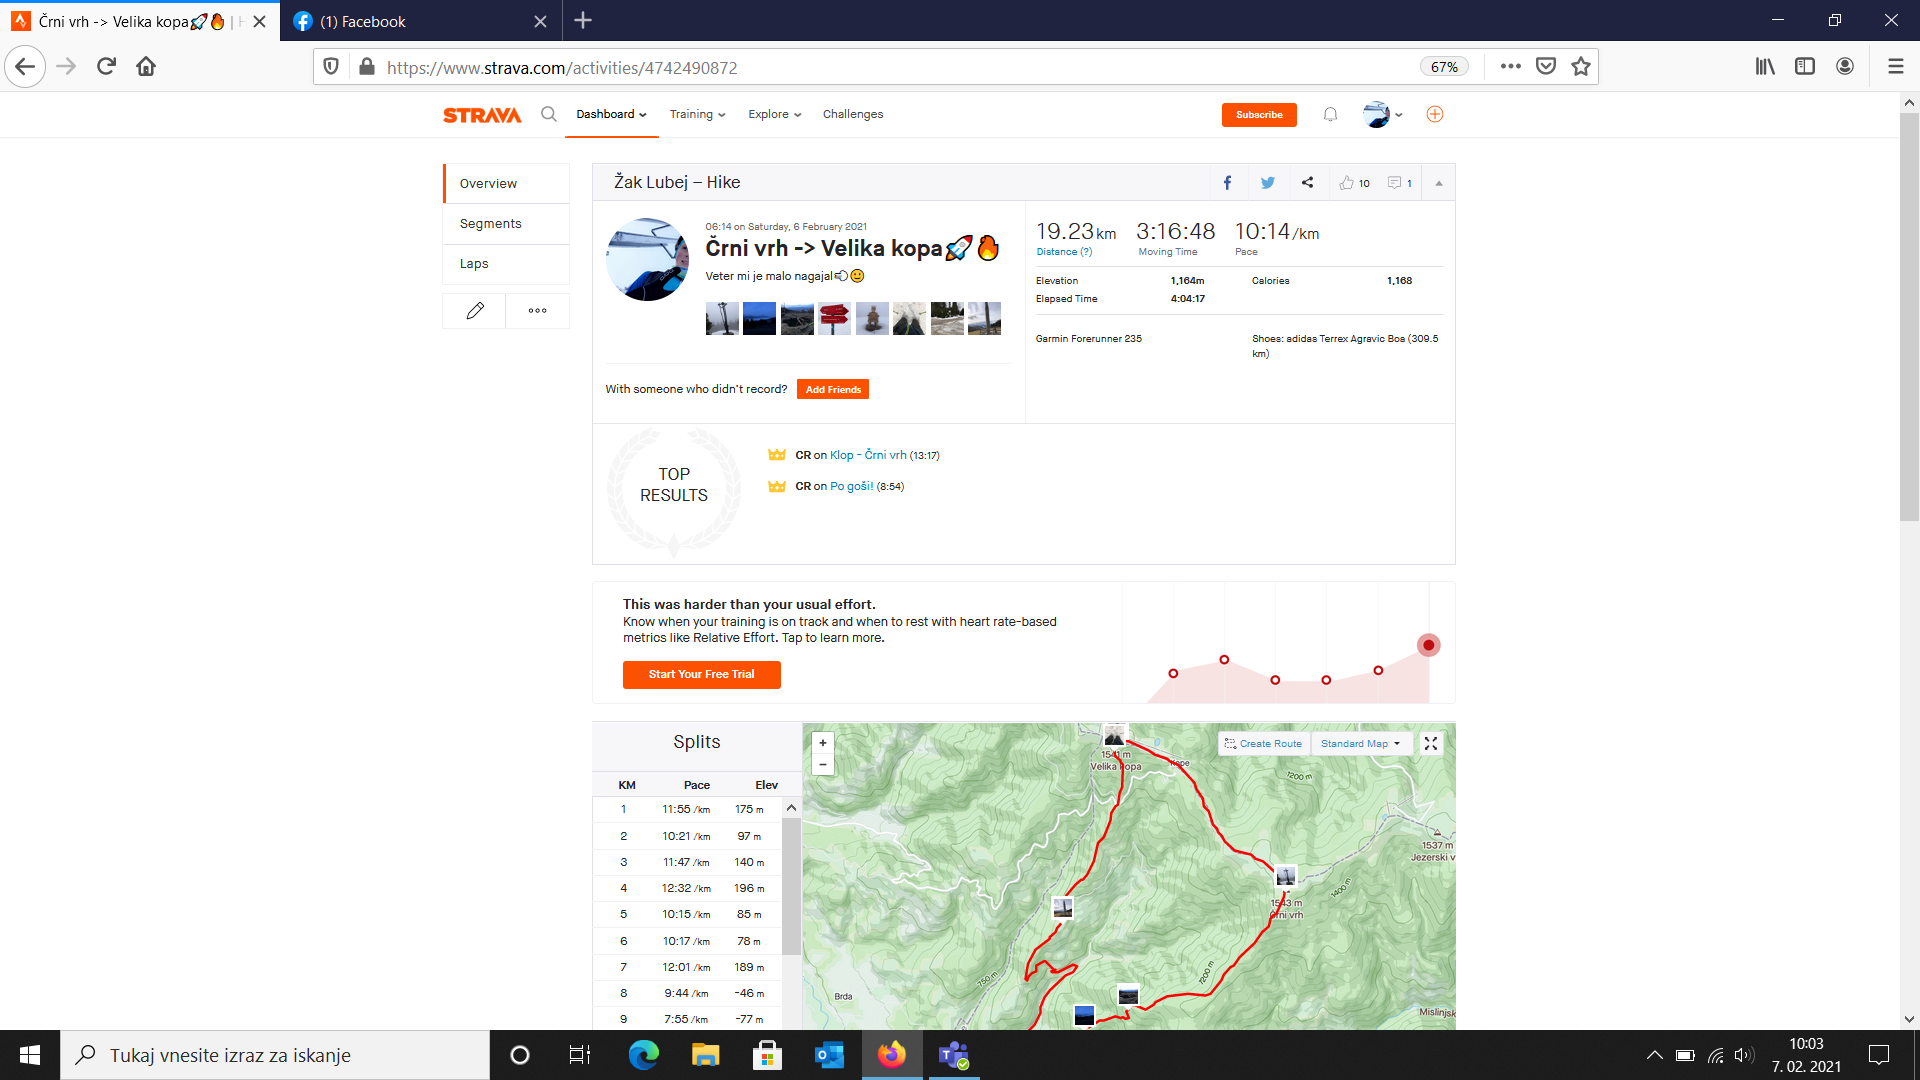 Črni vrh -> Velika kopa🚀🔥 | H
(1) Facebook
https://www.strava.com/activities/4742490872
67%
STRAVA
Dashboard
Training
Explore
Challenges
Subscribe
Overview
Segments
Laps
Žak Lubej – Hike
10
1
06:14 on Saturday, 6 February 2021
Črni vrh -> Velika kopa🚀🔥
Veter mi je malo nagajal💨🙂
With someone who didn't record?
Add Friends
19.23km
3:16:48
10:14/km
Distance (?)
Moving Time
Pace
Elevation
1,164m
Calories
1,168
Elapsed Time
4:04:17
Garmin Forerunner 235
Shoes: adidas Terrex Agravic Boa (309.5
km)
TOP
RESULTS
CR on Klop - Črni vrh (13:17)
CR on Po goši! (8:54)
This was harder than your usual effort.
Know when your training is on track and when to rest with heart rate-based
metrics like Relative Effort. Tap to learn more.
Start Your Free Trial
Splits
KM Pace Elev
1 11:55 /km 175 m
2 10:21 /km 97 m
3 11:47 /km 140 m
4 12:32 /km 196 m
5 10:15 /km 85 m
6 10:17 /km 78 m
7 12:01 /km 189 m
8 9:44 /km -46 m
9 7:55 /km -77 m
+
−
Create Route
Standard Map
1541 m
Velika kopa
Kope
1200 m
1537 m
Jezerski v
1400 m
1543 m
Črni vrh
1200 m
750 m
Brda
Mislinjsk
Tukaj vnesite izraz za iskanje
10:03
7. 02. 2021